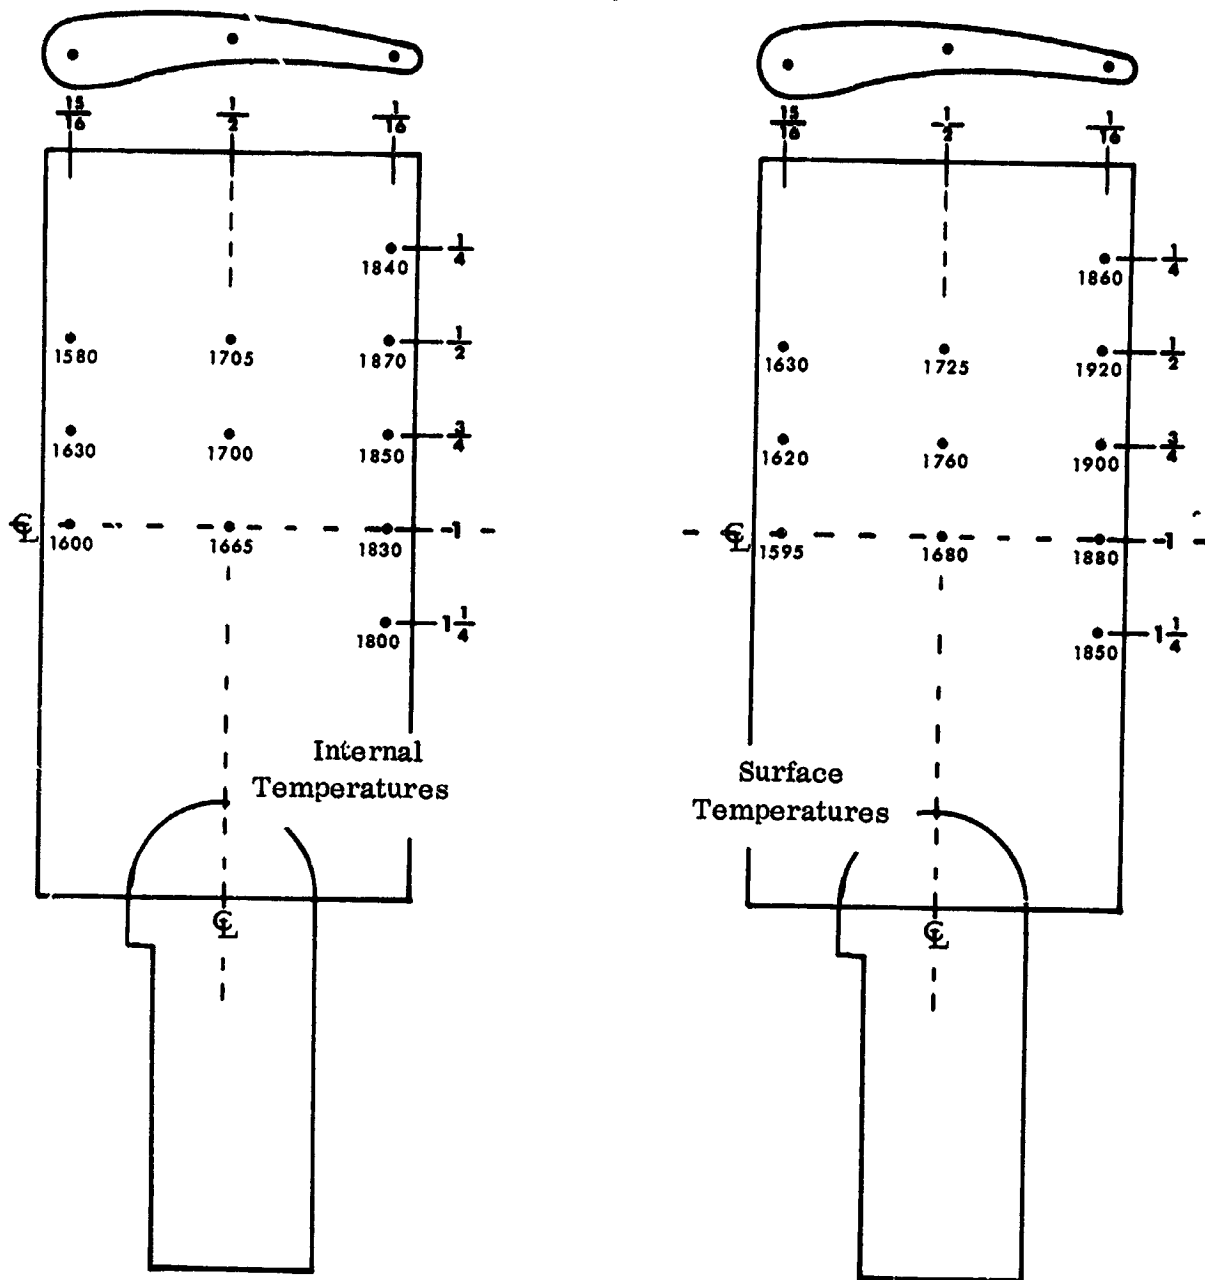 15/16 1/2 1/16
1840 1/4
1580 1705 1870 1/2
1630 1700 1850 3/4
℄ 1600 1665 1830 1
1800 1 1/4
Internal
Temperatures
℄
15/16 1/2 1/16
1860 1/4
1630 1725 1920 1/2
1620 1760 1900 3/4
℄ 1595 1680 1880 1
1850 1 1/4
Surface
Temperatures
℄